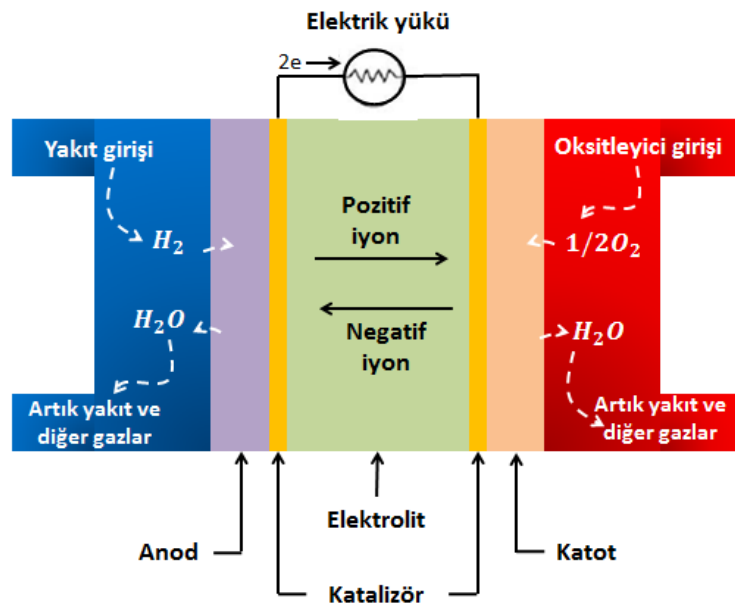 Elektrik yükü
2e
Yakıt girişi
Oksitleyici girişi
Pozitif
iyon
H₂
1/2O₂
H₂O
Negatif
iyon
H₂O
Artık yakıt ve
diğer gazlar
Artık yakıt ve
diğer gazlar
Elektrolit
Anod
Katot
Katalizör